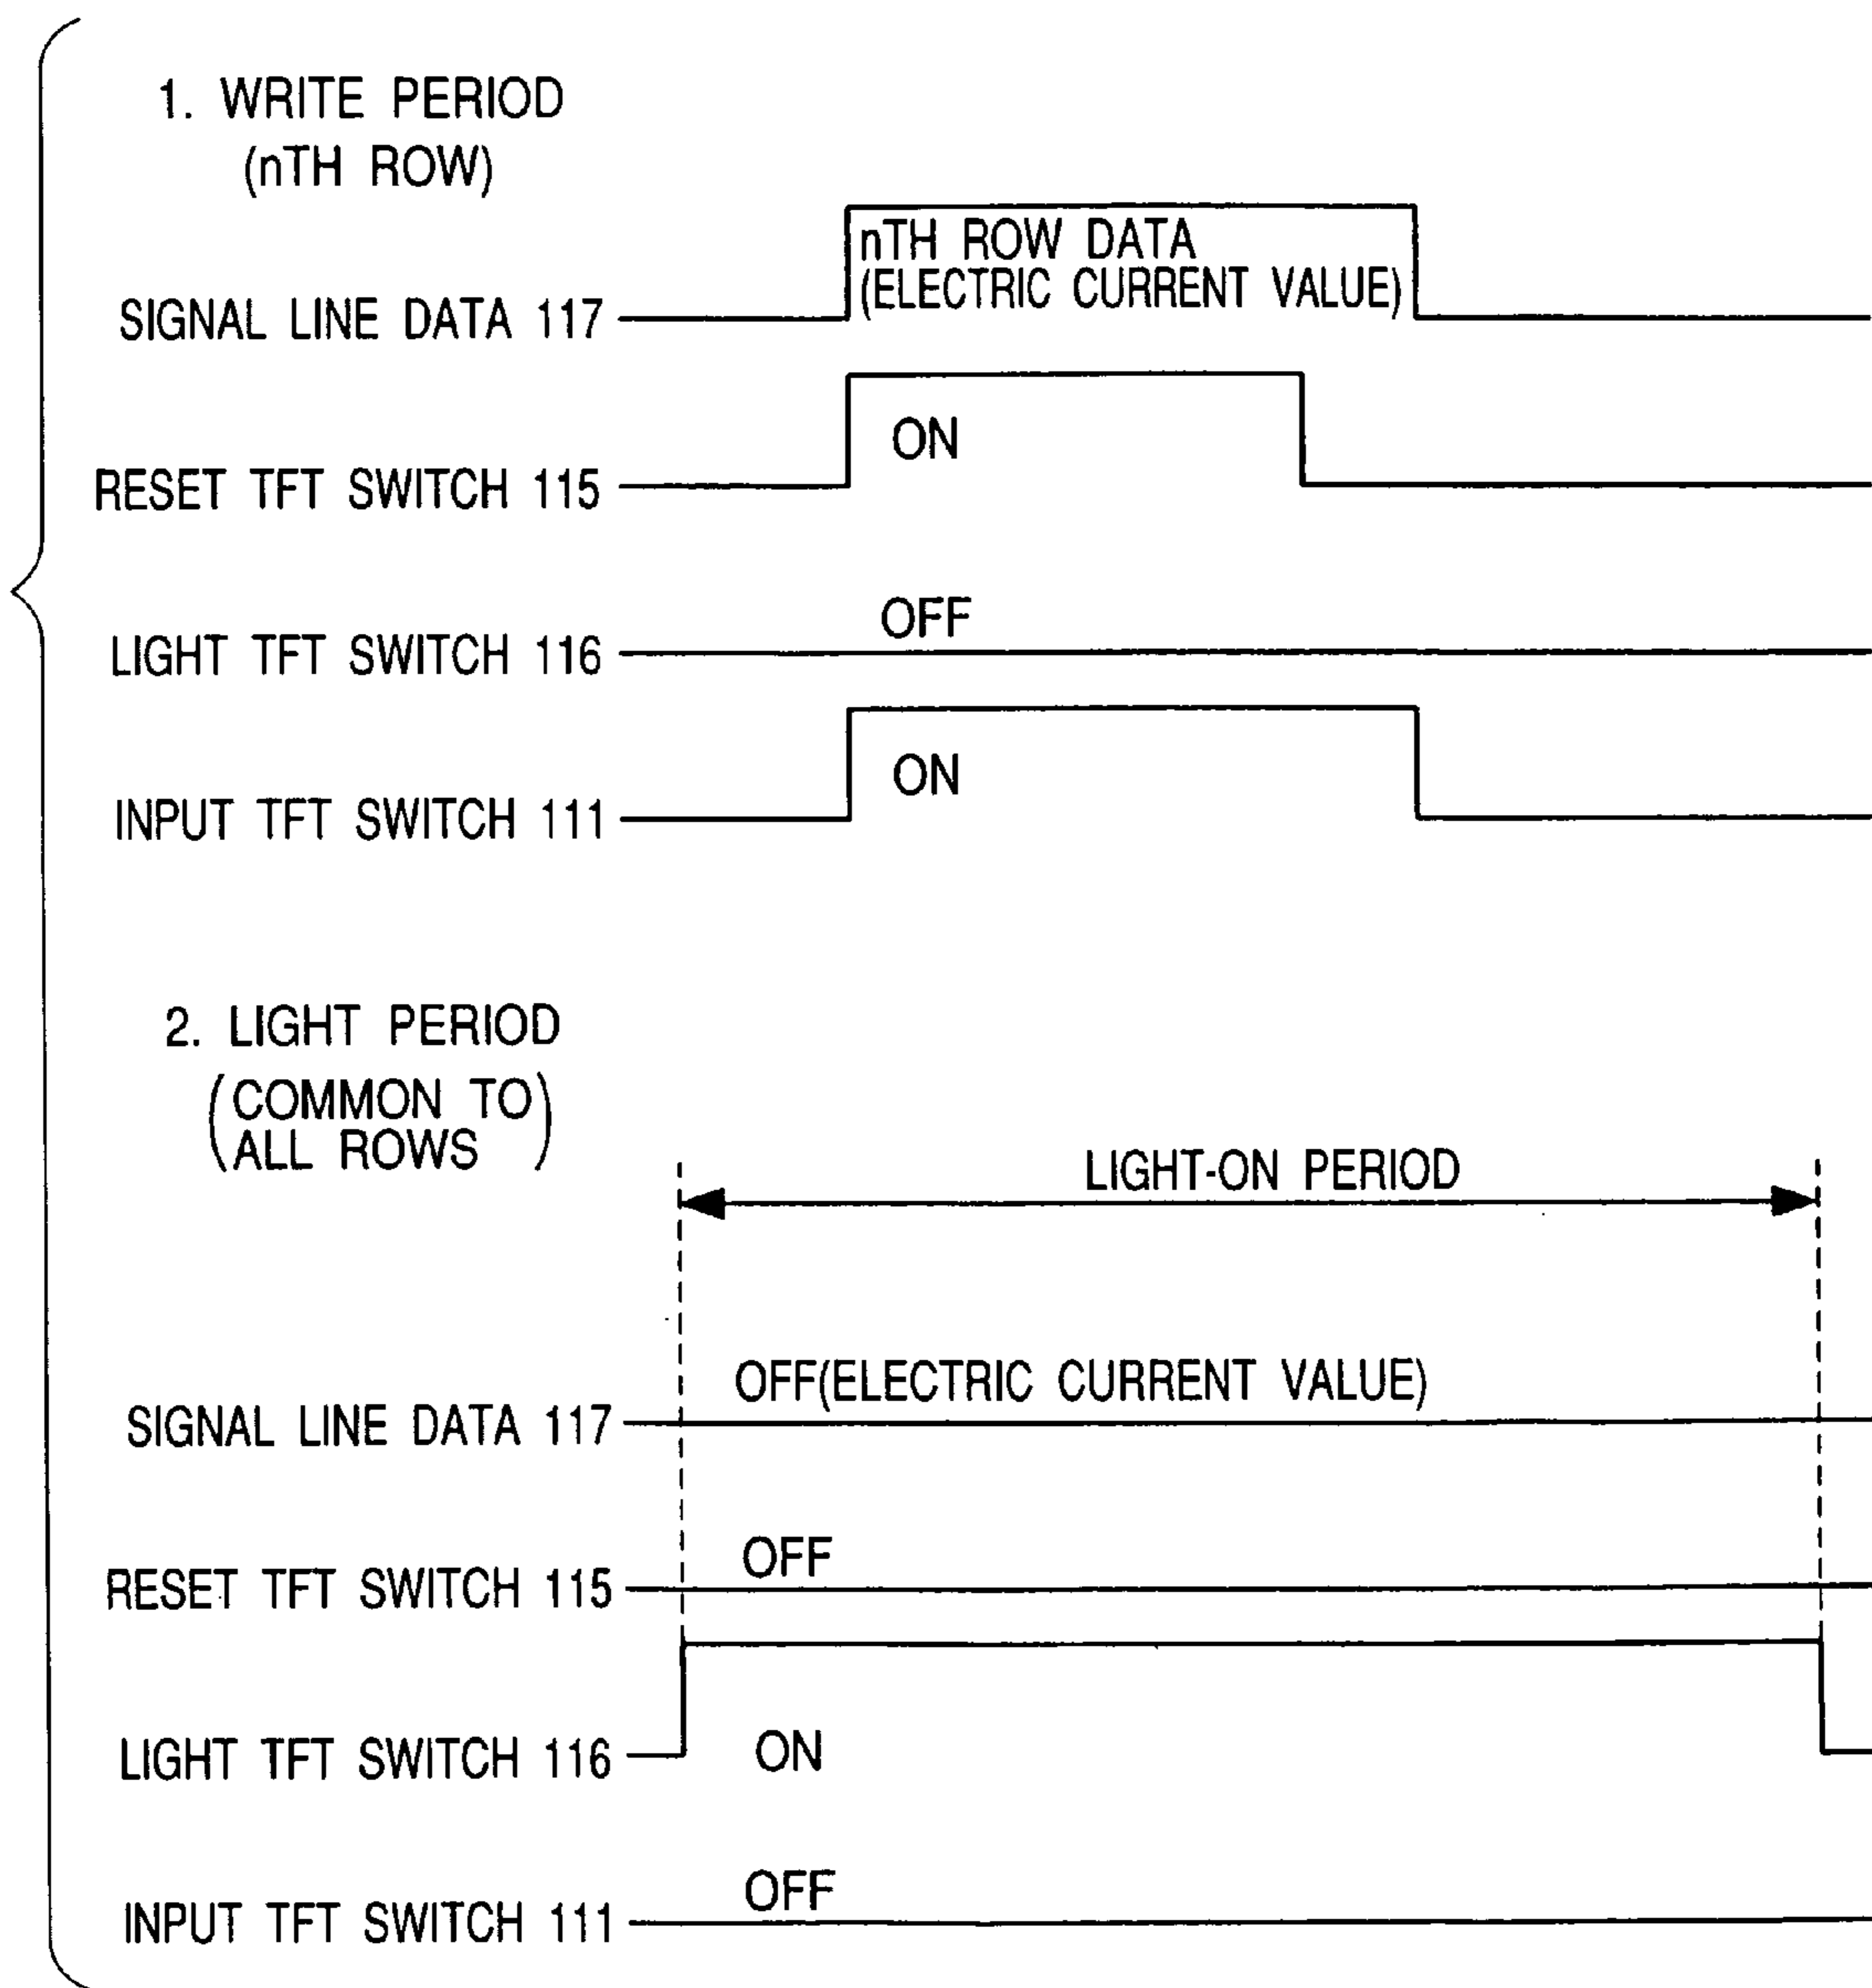 1. WRITE PERIOD
(nTH ROW)
nTH ROW DATA
(ELECTRIC CURRENT VALUE)
SIGNAL LINE DATA 117
ON
RESET TFT SWITCH 115
OFF
LIGHT TFT SWITCH 116
ON
INPUT TFT SWITCH 111
2. LIGHT PERIOD
(COMMON TO
ALL ROWS)
LIGHT-ON PERIOD
OFF(ELECTRIC CURRENT VALUE)
SIGNAL LINE DATA 117
OFF
RESET TFT SWITCH 115
ON
LIGHT TFT SWITCH 116
OFF
INPUT TFT SWITCH 111